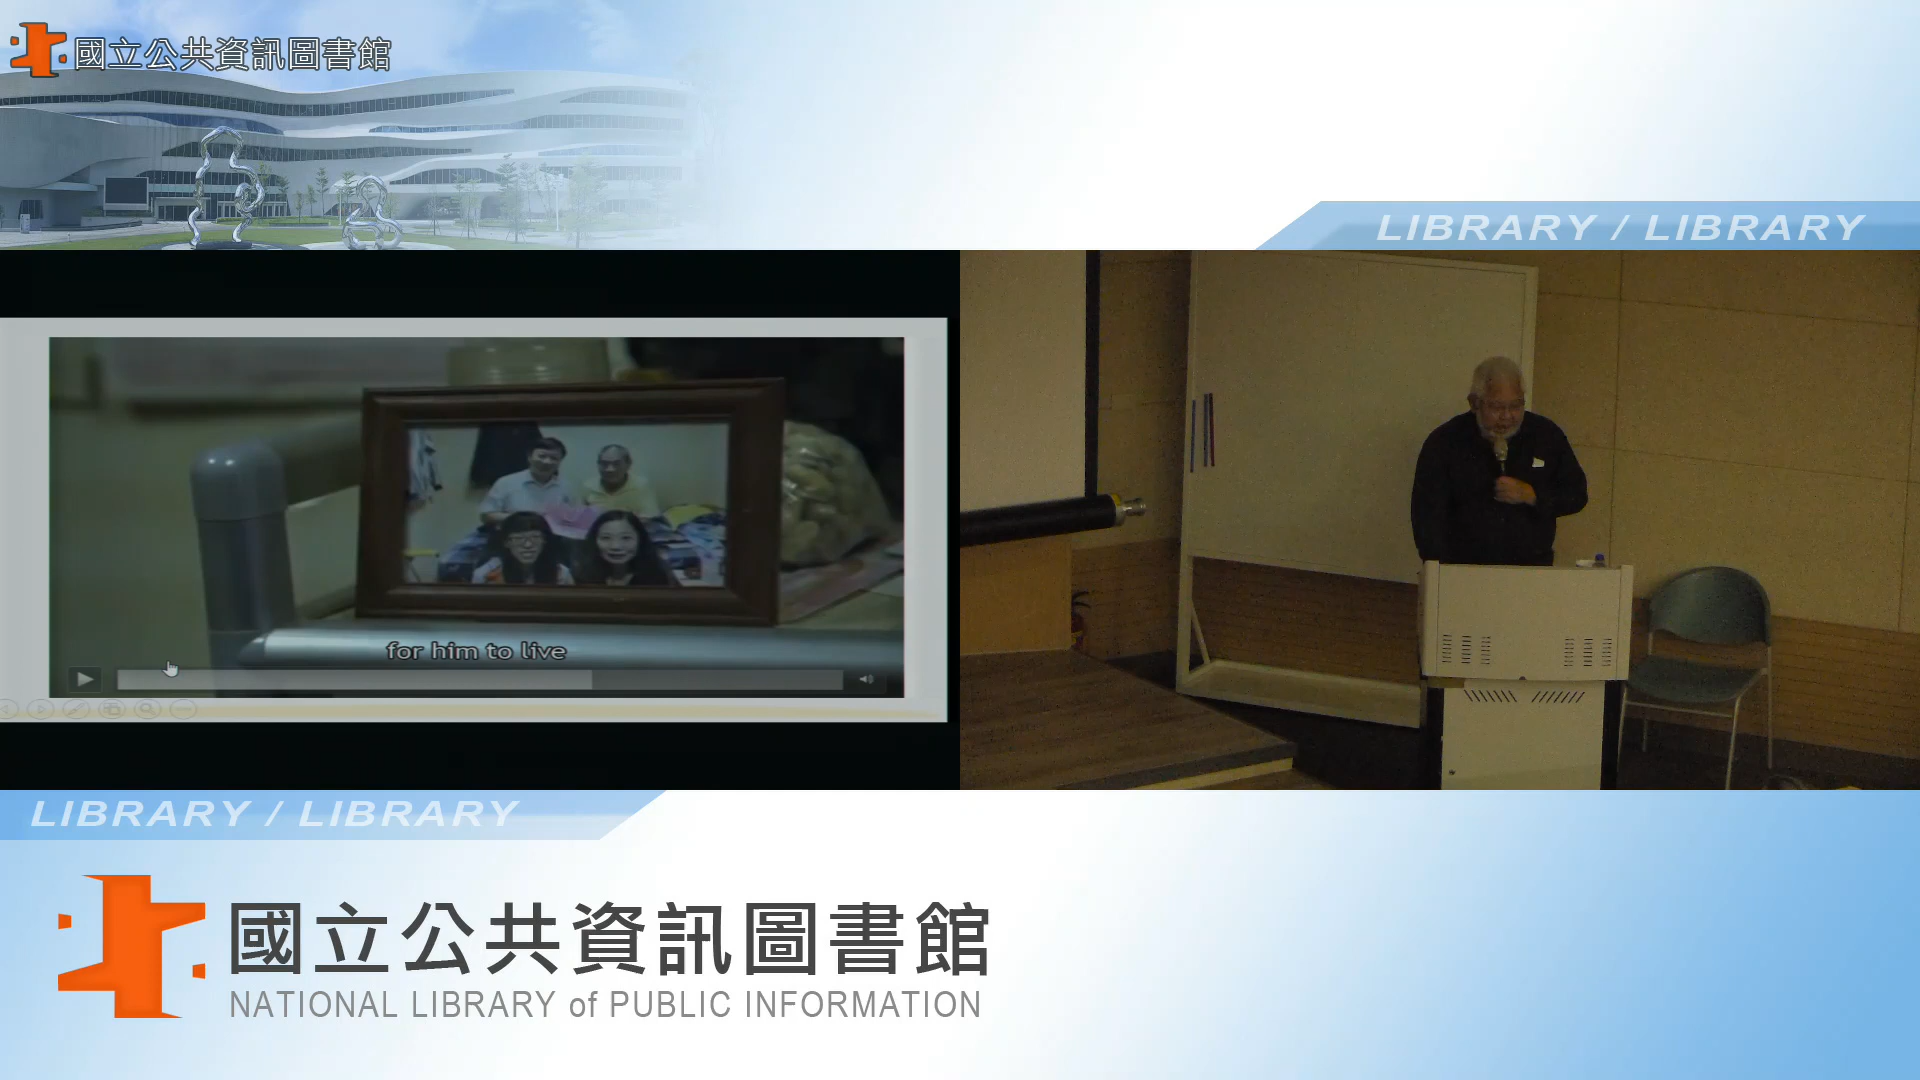 國立公共資訊圖書館
LIBRARY / LIBRARY
for him to live
LIBRARY / LIBRARY
國立公共資訊圖書館
NATIONAL LIBRARY of PUBLIC INFORMATION